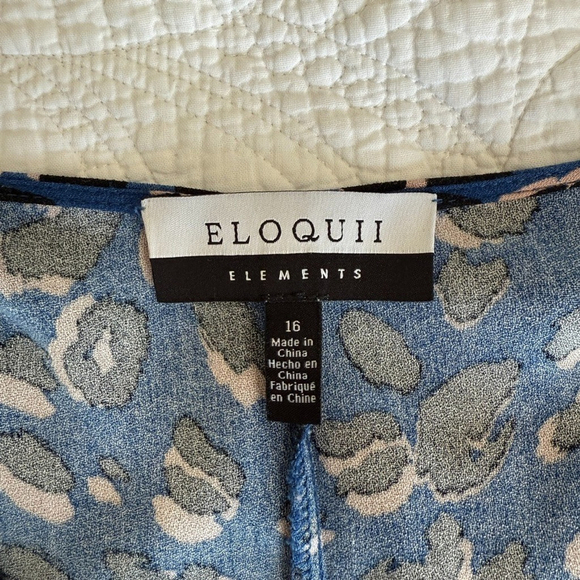 ELOQUII
ELEMENTS
16
Made in
China
Hecho en
China
Fabriqué
en Chine